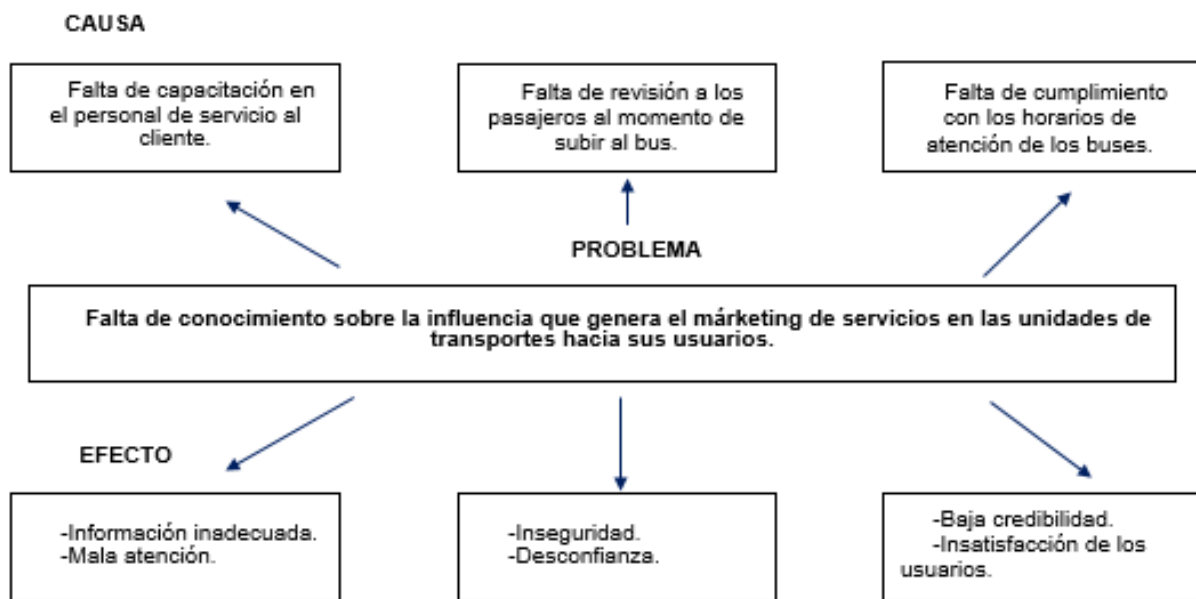 CAUSA
Falta de capacitación en
el personal de servicio al
cliente.
Falta de revisión a los
pasajeros al momento de
subir al bus.
Falta de cumplimiento
con los horarios de
atención de los buses.
PROBLEMA
Falta de conocimiento sobre la influencia que genera el márketing de servicios en las unidades de
transportes hacia sus usuarios.
EFECTO
-Información inadecuada.
-Mala atención.
-Inseguridad.
-Desconfianza.
-Baja credibilidad.
-Insatisfacción de los
usuarios.